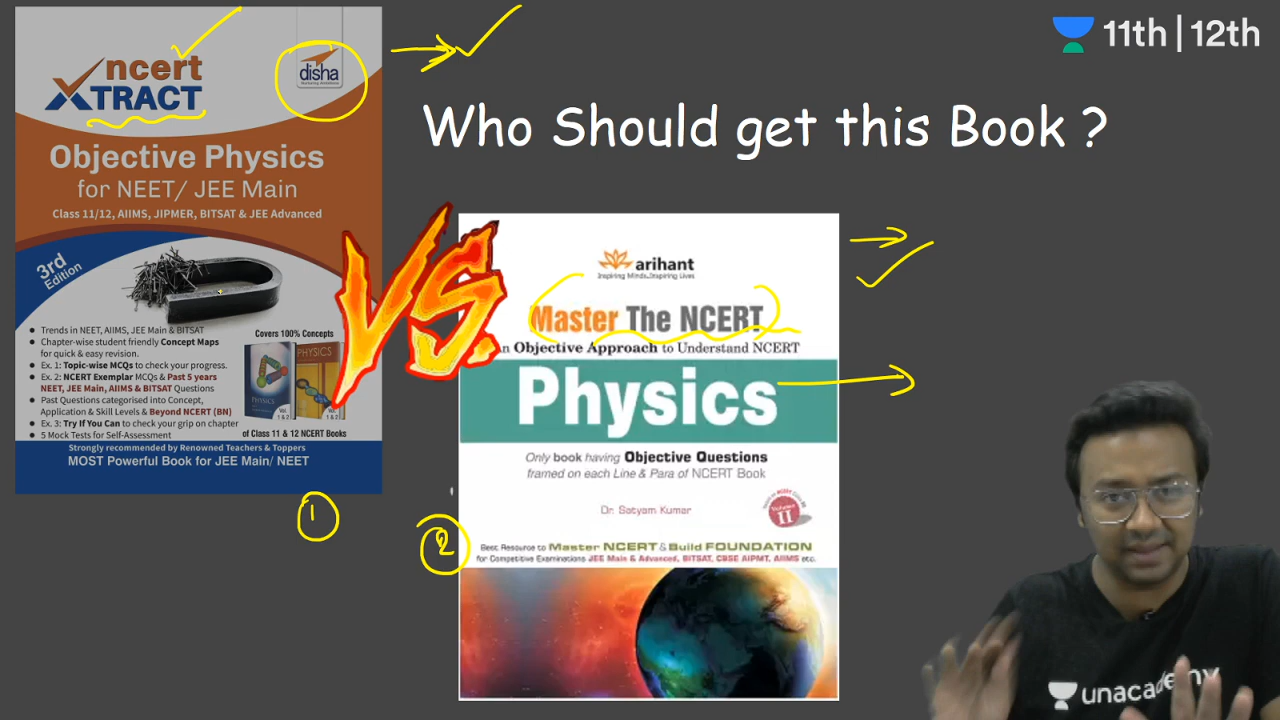 ncert
XTRACT
disha
Objective Physics
for NEET/ JEE Main
Class 11/12, AIIMS, JIPMER, BITSAT & JEE Advanced
3rd
Edition
Trends in NEET, AIIMS, JEE Main & BITSAT
Chapter-wise student friendly Concept Maps
for quick & easy revision.
Ex. 1: Topic-wise MCQs to check your progress.
Ex. 2: NCERT Exemplar MCQs & Past 5 years
NEET, JEE Main, AIIMS & BITSAT Questions
Past Questions categorised into Concept,
Application & Skill Levels & Beyond NCERT (BN)
Ex. 3: Try If You Can to check your grip on chapter
5 Mock Tests for Self-Assessment
Covers 100% Concepts
PHYSICS
PHYSICS
of Class 11 & 12 NCERT Books
Strongly recommended by Renowned Teachers & Toppers
MOST Powerful Book for JEE Main/ NEET
1
11th | 12th
Who Should get this Book ?
VS.
arihant
Inspiring Minds...Inspiring Lives
Master The NCERT
Objective Approach to Understand NCERT
Physics
Only book having Objective Questions
framed on each Line & Para of NCERT Book
Dr. Satyam Kumar
Volume
II
2
Best Resource to Master NCERT & Build FOUNDATION
for Competitive Examinations JEE Main & Advanced, BITSAT, CBSE AIPMT, AIIMS etc.
unacademy